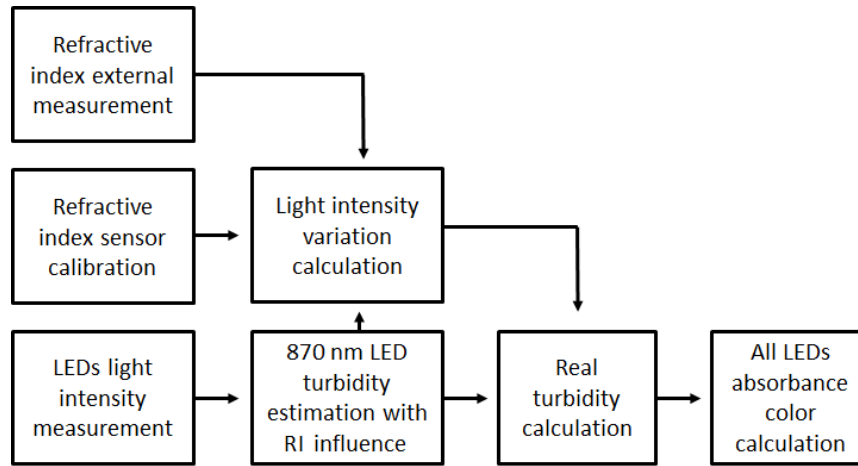 Refractive
index external
measurement
Refractive
index sensor
calibration
Light intensity
variation
calculation
LEDs light
intensity
measurement
870 nm LED
turbidity
estimation with
RI influence
Real
turbidity
calculation
All LEDs
absorbance
color
calculation